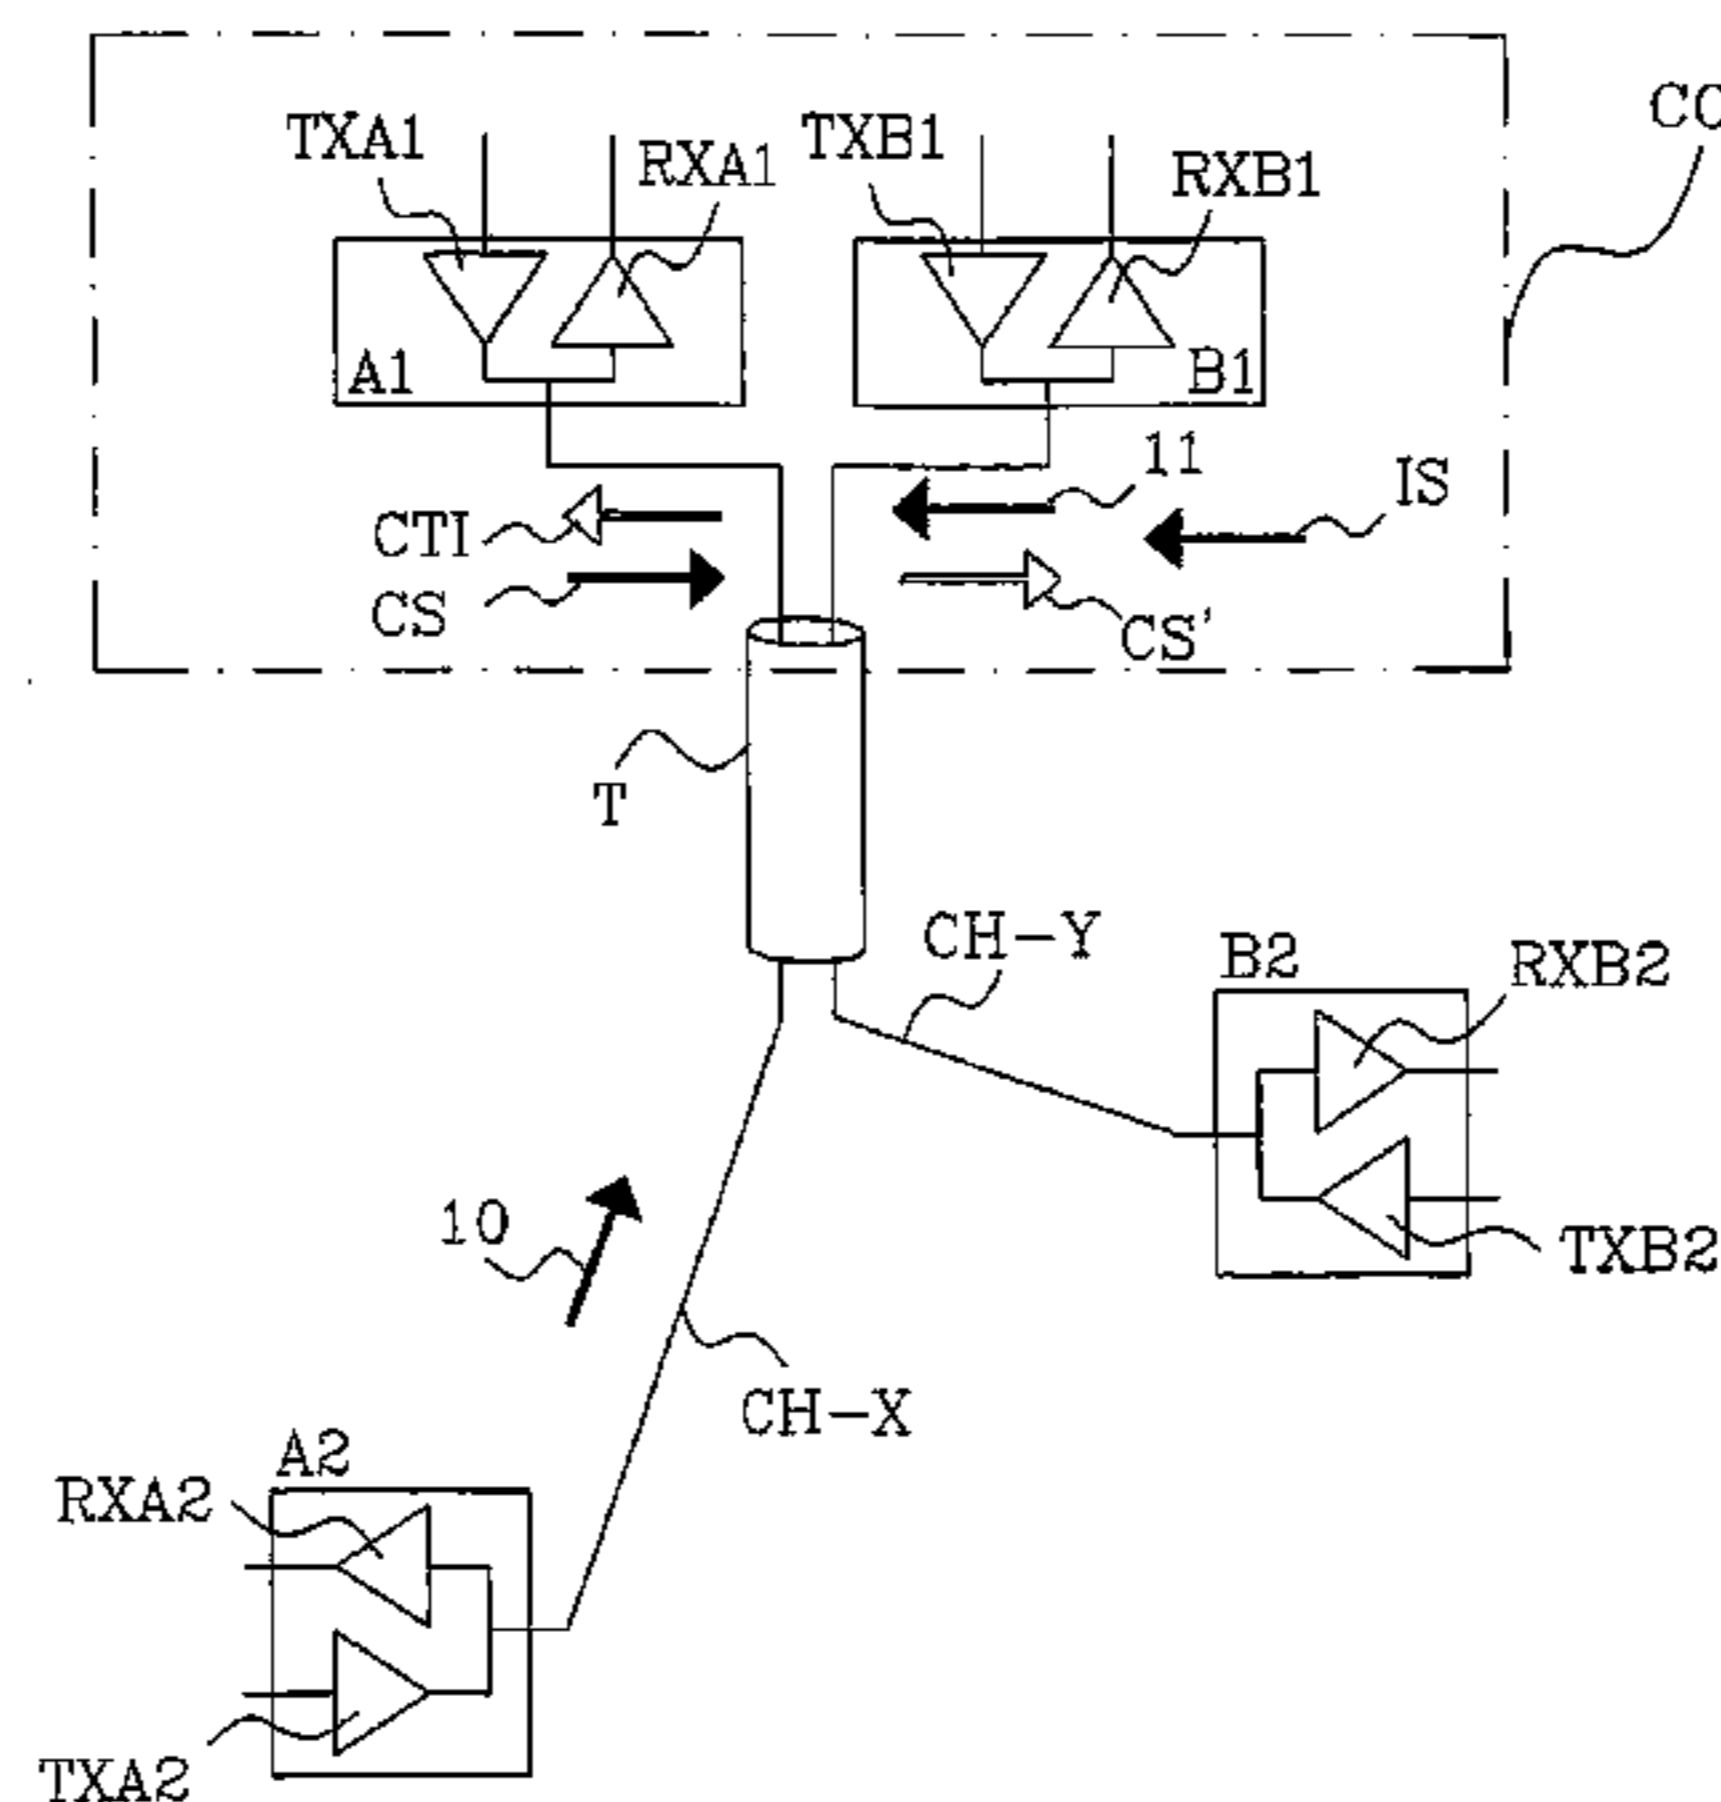 CO
TXA1
TXB1
RXA1
RXB1
A1
B1
11
IS
CTI
CS
CS'
T
CH-Y
B2
RXB2
10
TXB2
CH-X
A2
RXA2
TXA2